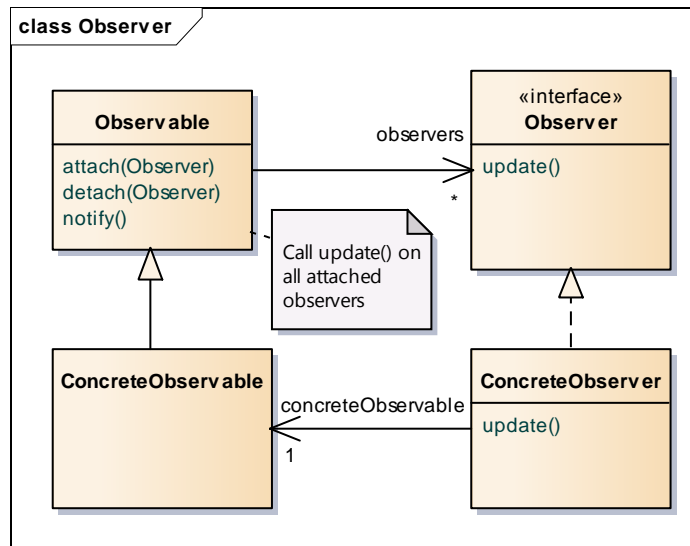 class Observer
Observable
attach(Observer)
detach(Observer)
notify()
observers
*
«interface»
Observer
update()
Call update() on
all attached
observers
ConcreteObservable
concreteObservable
1
ConcreteObserver
update()